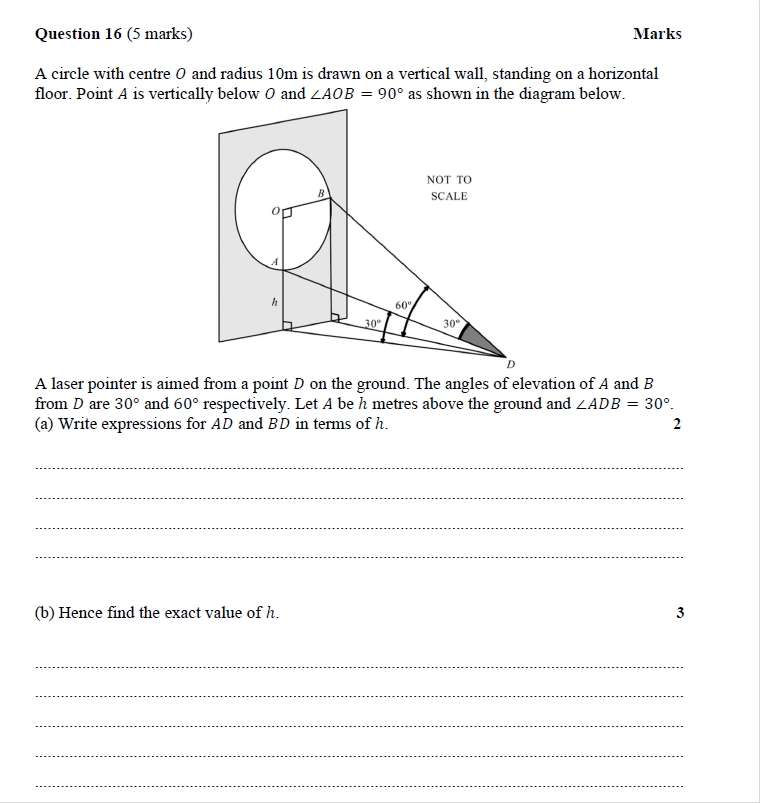 Question 16 (5 marks) Marks
A circle with centre O and radius 10m is drawn on a vertical wall, standing on a horizontal
floor. Point A is vertically below O and ∠AOB = 90° as shown in the diagram below.
NOT TO
SCALE
B
O
A
h
60°
30°
30°
D
A laser pointer is aimed from a point D on the ground. The angles of elevation of A and B
from D are 30° and 60° respectively. Let A be h metres above the ground and ∠ADB = 30°.
(a) Write expressions for AD and BD in terms of h. 2
(b) Hence find the exact value of h. 3